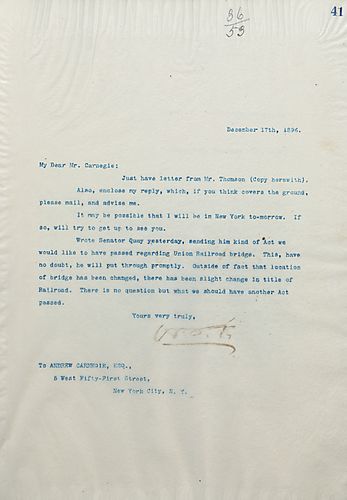 41
36
53
December 17th, 1896.
My Dear Mr. Carnegie:
Just have letter from Mr. Thomson (Copy herewith).
Also, enclose my reply, which, if you think covers the ground,
please mail, and advise me.
It may be possible that I will be in New York to-morrow. If
so, will try to get up to see you.
Wrote Senator Quay yesterday, sending him kind of Act we
would like to have passed regarding Union Railroad bridge. This, have
no doubt, he will put through promptly. Outside of fact that location
of bridge has been changed, there has been slight change in title of
Railroad. There is no question but what we should have another Act
passed.
Yours very truly,
To ANDREW CARNEGIE, ESQ.,
5 West Fifty-First Street,
New York City, N. Y.